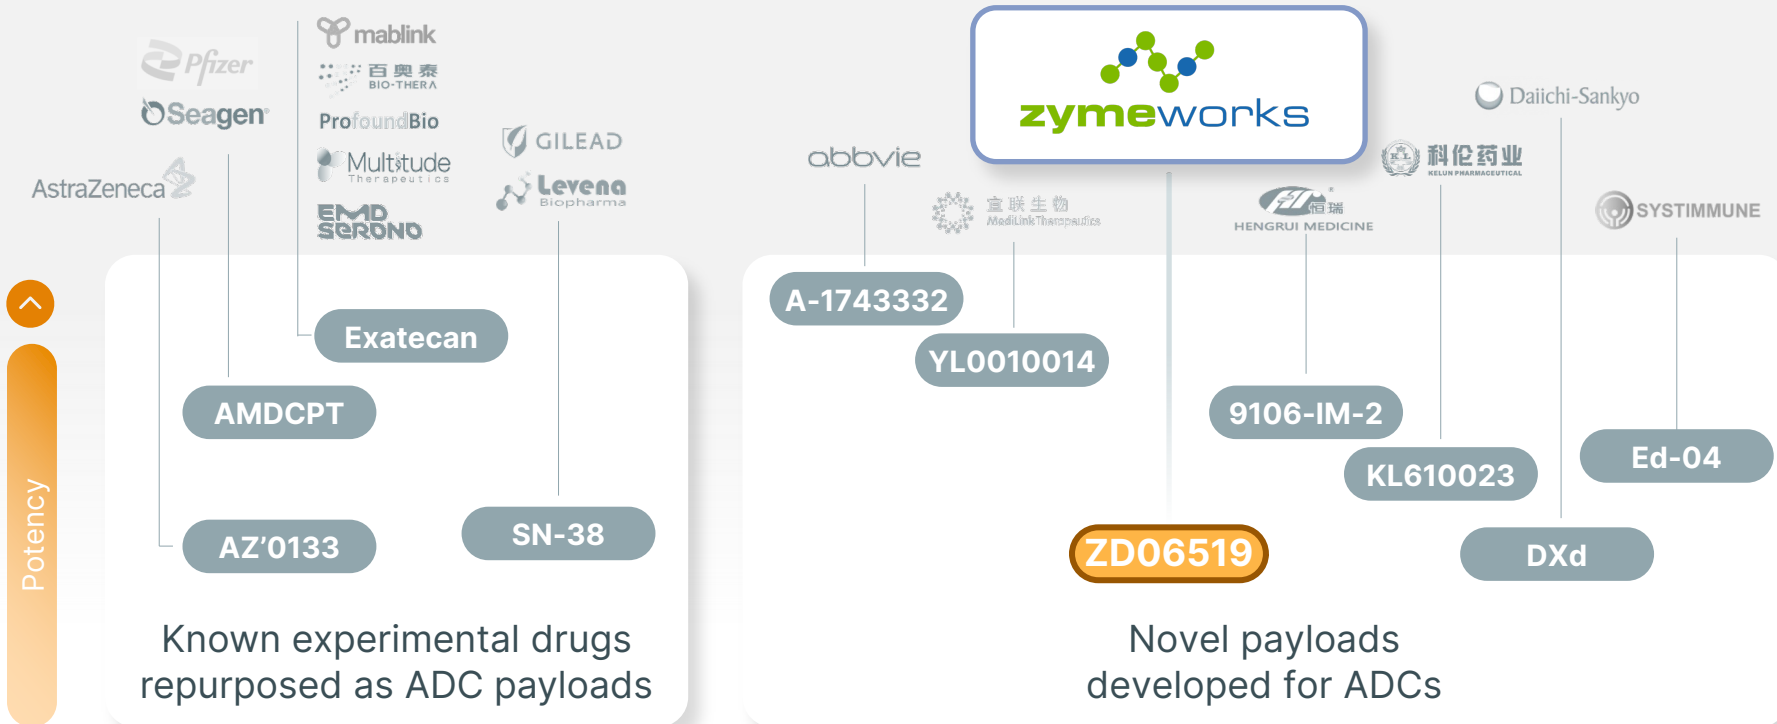 Pfizer
Seagen
AstraZeneca
mablink
百奥泰
BIO-THERA
ProfoundBio
Multitude
Therapeutics
EMD
SERONO
GILEAD
Levena
Biopharma
abbvie
宜联生物
MediLink Therapeutics
zymeworks
恒瑞
HENGRUI MEDICINE
KL
科伦药业
KELUN PHARMACEUTICAL
Daiichi-Sankyo
SYSTIMMUNE
Potency
Exatecan
AMDCPT
AZ’0133
SN-38
Known experimental drugs
repurposed as ADC payloads
A-1743332
YL0010014
9106-IM-2
KL610023
Ed-04
ZD06519
DXd
Novel payloads
developed for ADCs